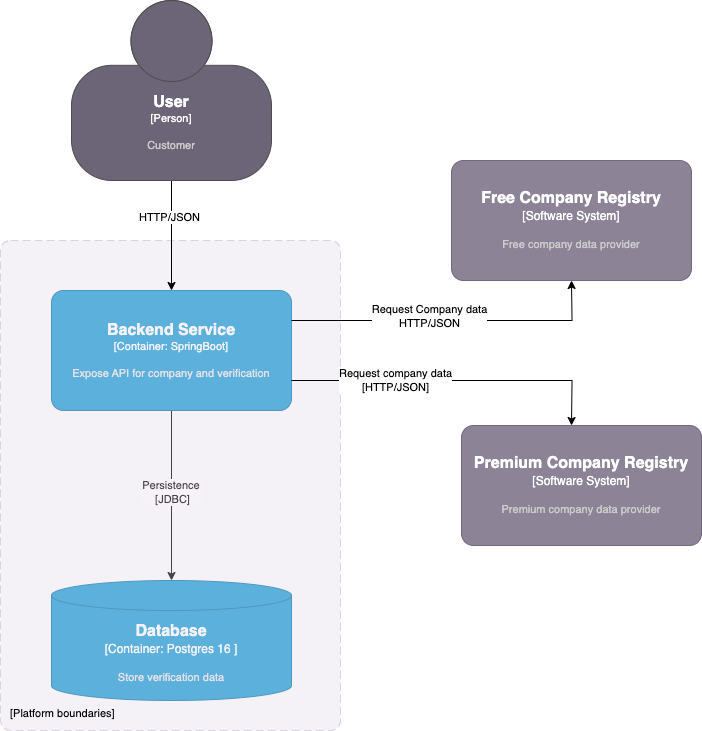 User
[Person]
Customer
HTTP/JSON
Free Company Registry
[Software System]
Free company data provider
Backend Service
[Container: SpringBoot]
Expose API for company and verification
Request Company data
HTTP/JSON
Request company data
[HTTP/JSON]
Premium Company Registry
[Software System]
Premium company data provider
Persistence
[JDBC]
Database
[Container: Postgres 16 ]
Store verification data
[Platform boundaries]